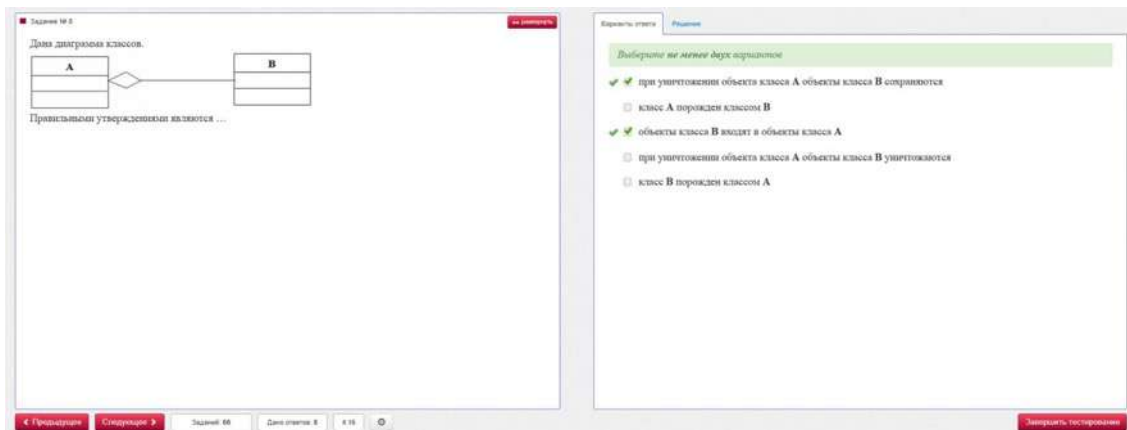 Задание № 8
развернуть
Дана диаграмма классов.
A
B
Правильными утверждениями являются ...
Варианты ответа
Решение
Выберите не менее двух вариантов
при уничтожении объекта класса A объекты класса B сохраняются
класс A порожден классом B
объекты класса B входят в объекты класса A
при уничтожении объекта класса A объекты класса B уничтожаются
класс B порожден классом A
Предыдущее
Следующее
Заданий: 66
Дано ответов: 8
Завершить тестирование